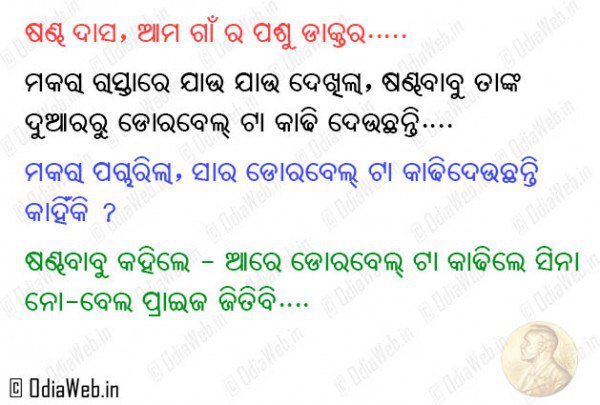 ଷଣ୍ଢ ଦାସ, ଆମ ଗାଁ ର ପଶୁ ଡାକ୍ତର.....
ମକରା ରାସ୍ତାରେ ଯାଉ ଯାଉ ଦେଖିଲା, ଷଣ୍ଢବାବୁ ତାଙ୍କ
ଦୁଆରରୁ ଡୋରବେଲ୍ ଟା କାଢି ଦେଉଛନ୍ତି....
ମକରା ପଚାରିଲା, ସାର ଡୋରବେଲ୍ ଟା କାଢିଦେଉଛନ୍ତି
କାହିଁକି ?
ଷଣ୍ଢବାବୁ କହିଲେ - ଆରେ ଡୋରବେଲ୍ ଟା କାଢିଲେ ସିନା
ନୋ-ବେଲ ପ୍ରାଇଜ ଜିତିବି....
© OdiaWeb.in